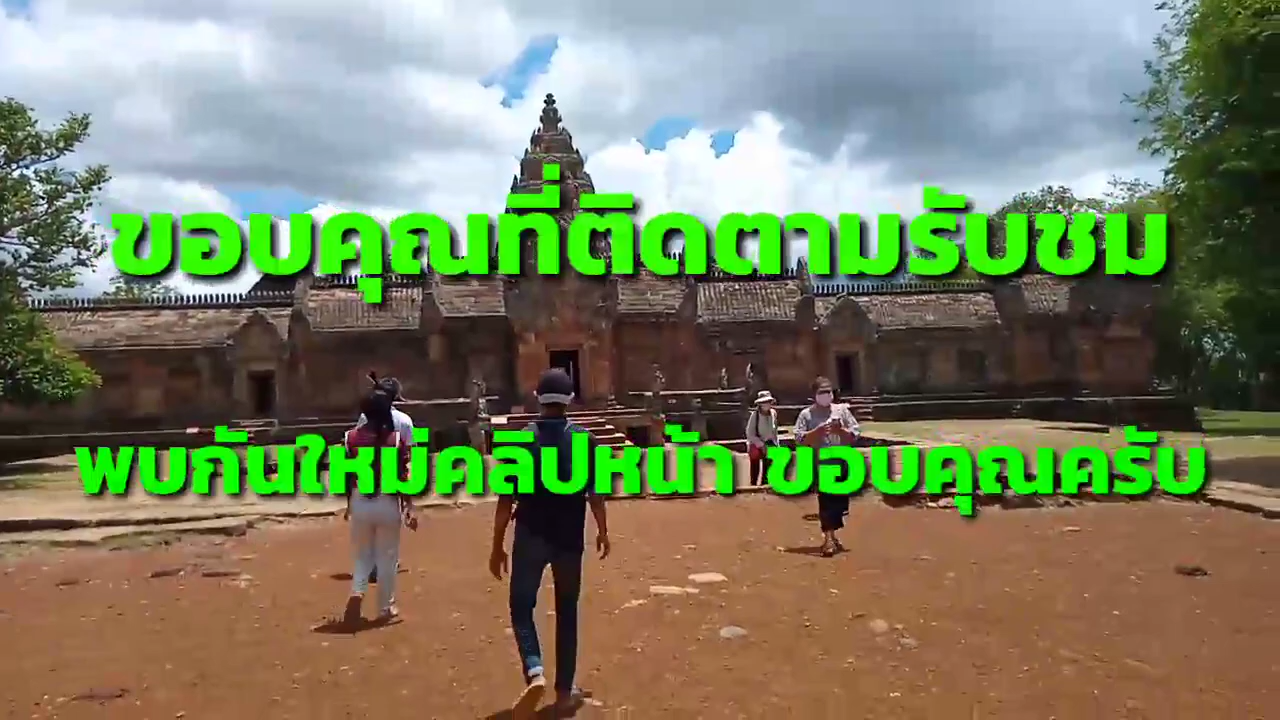 ขอบคุณที่ติดตามรับชม
พบกันใหม่คลิปหน้า ขอบคุณครับ